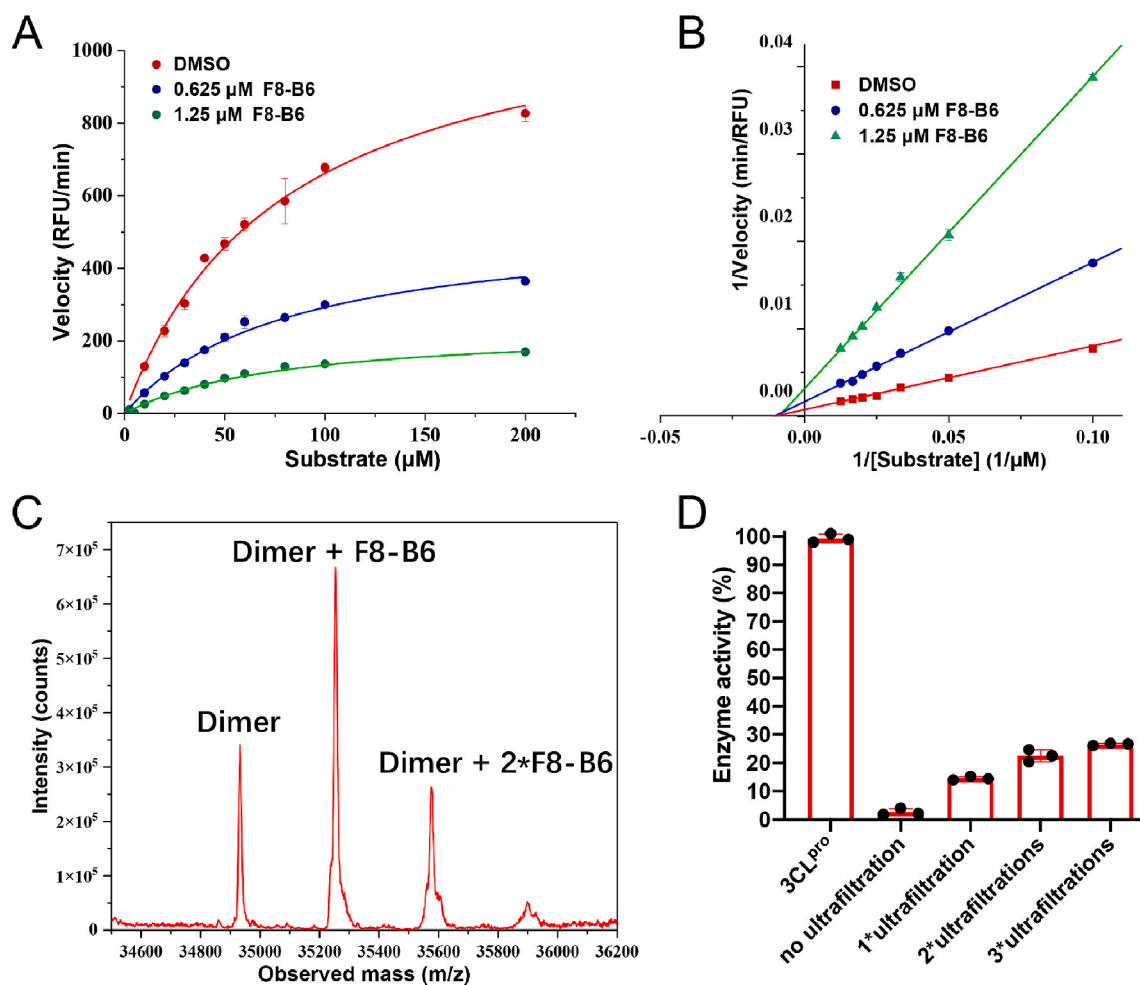 A
1000
800
600
400
200
0
0
50
100
150
200
Velocity (RFU/min)
Substrate (µM)
DMSO
0.625 µM F8-B6
1.25 µM F8-B6
B
0.04
0.03
0.02
0.01
0.00
-0.05
0.00
0.05
0.10
1/Velocity (min/RFU)
1/[Substrate] (1/µM)
DMSO
0.625 µM F8-B6
1.25 µM F8-B6
C
7×10⁵
6×10⁵
5×10⁵
4×10⁵
3×10⁵
2×10⁵
1×10⁵
0
34600
34800
35000
35200
35400
35600
35800
36000
36200
Intensity (counts)
Observed mass (m/z)
Dimer
Dimer + F8-B6
Dimer + 2*F8-B6
D
100
90
80
70
60
50
40
30
20
10
0
Enzyme activity (%)
3CLᵖʳᵒ
no ultrafiltration
1*ultrafiltration
2*ultrafiltrations
3*ultrafiltrations